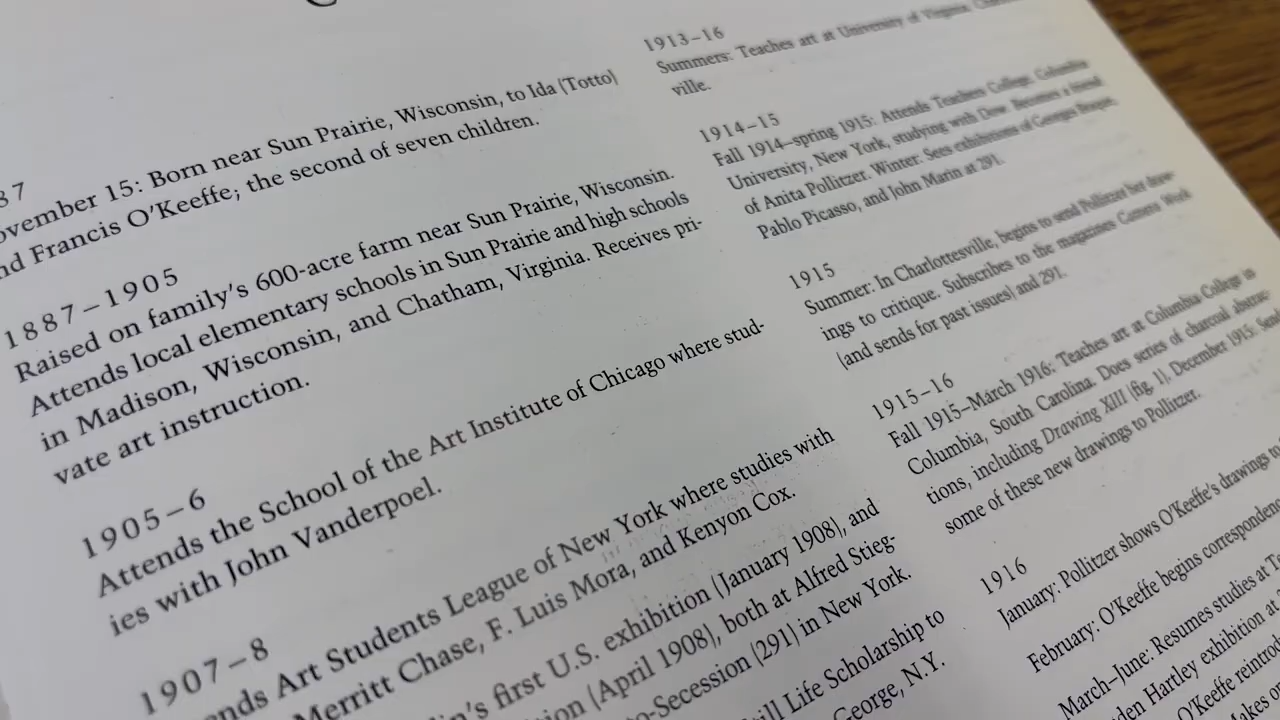 87
ovember 15: Born near Sun Prairie, Wisconsin, to Ida (Totto)
nd Francis O'Keeffe; the second of seven children.
1887–1905
Raised on family's 600-acre farm near Sun Prairie, Wisconsin.
Attends local elementary schools in Sun Prairie and high schools
in Madison, Wisconsin, and Chatham, Virginia. Receives pri-
vate art instruction.
1905–6
Attends the School of the Art Institute of Chicago where stud-
ies with John Vanderpoel.
1907–8
ends Art Students League of New York where studies with
Merritt Chase, F. Luis Mora, and Kenyon Cox.
in's first U.S. exhibition (January 1908), and
ion (April 1908), both at Alfred Stieg-
o-Secession (291) in New York.
ill Life Scholarship to
George, N.Y.
1913–16
Summers: Teaches art at University of Virginia, Charlottes-
ville.
1914–15
Fall 1914–spring 1915: Attends Teachers College, Columbia
University, New York, studying with Dow. Becomes a friend
of Anita Pollitzer. Winter: Sees exhibitions of Georges Braque,
Pablo Picasso, and John Marin at 291.
1915
Summer: In Charlottesville, begins to send Pollitzer her draw-
ings to critique. Subscribes to the magazines Camera Work
(and sends for past issues) and 291.
1915–16
Fall 1915–March 1916: Teaches art at Columbia College in
Columbia, South Carolina. Does series of charcoal abstrac-
tions, including Drawing XIII (fig. 1). December 1915: Sends
some of these new drawings to Pollitzer.
1916
January: Pollitzer shows O'Keeffe's drawings to
February: O'Keeffe begins corresponden
March–June: Resumes studies at T
den Hartley exhibition at
O'Keeffe reintrod
akes o